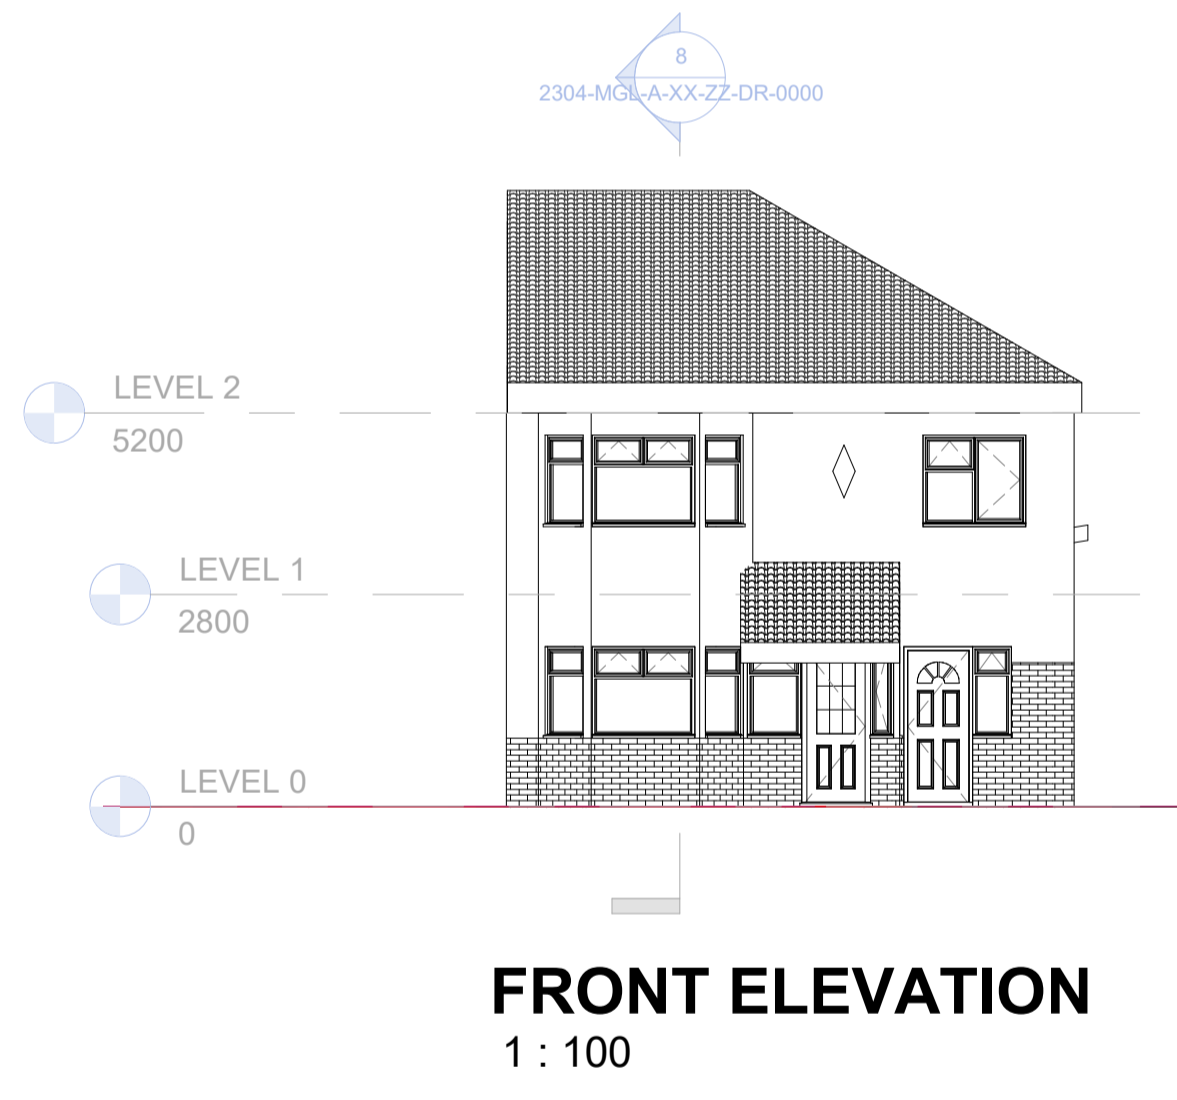 8
2304-MGL-A-XX-ZZ-DR-0000
LEVEL 2
5200
LEVEL 1
2800
LEVEL 0
0
FRONT ELEVATION
1 : 100